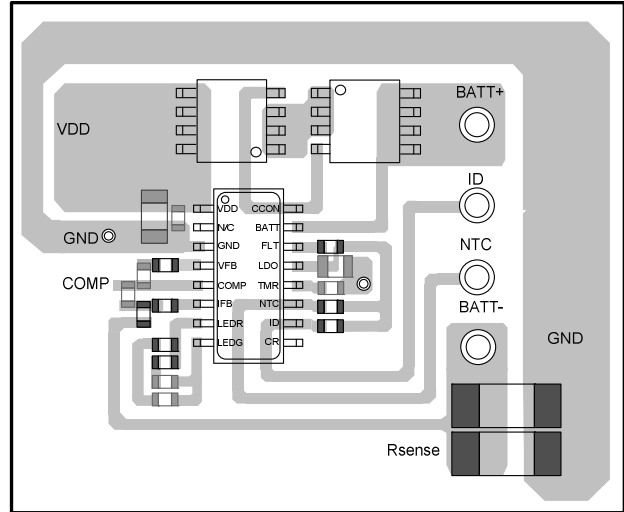 BATT+
VDD
ID
VDD CCON
N/C BATT
GND
GND FLT
NTC
VFB LDO
COMP
COMP TMR
IFB NTC
BATT-
LEDR ID
GND
LEDG CR
Rsense